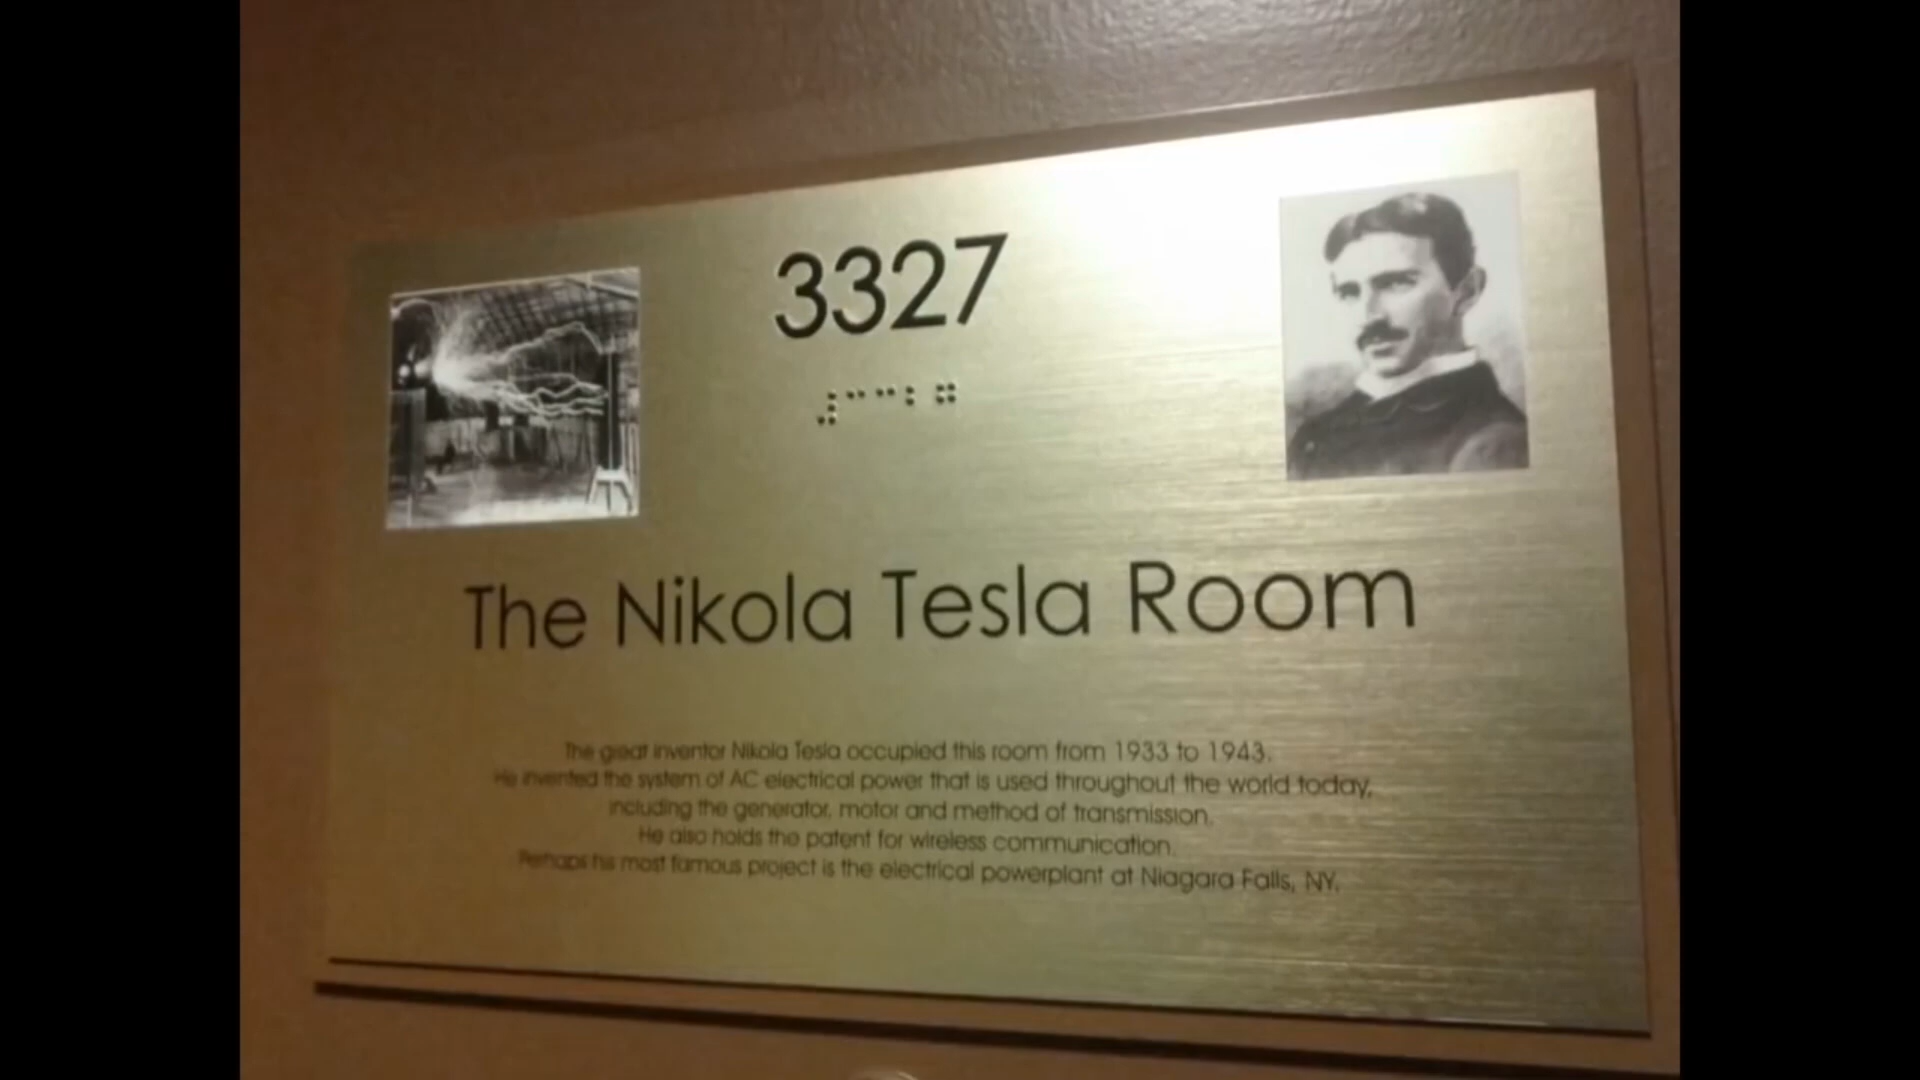 3327
⠼⠉⠉⠃⠛
The Nikola Tesla Room
The great inventor Nikola Tesla occupied this room from 1933 to 1943.
He invented the system of AC electrical power that is used throughout the world today,
including the generator, motor and method of transmission.
He also holds the patent for wireless communication.
Perhaps his most famous project is the electrical powerplant at Niagara Falls, NY.